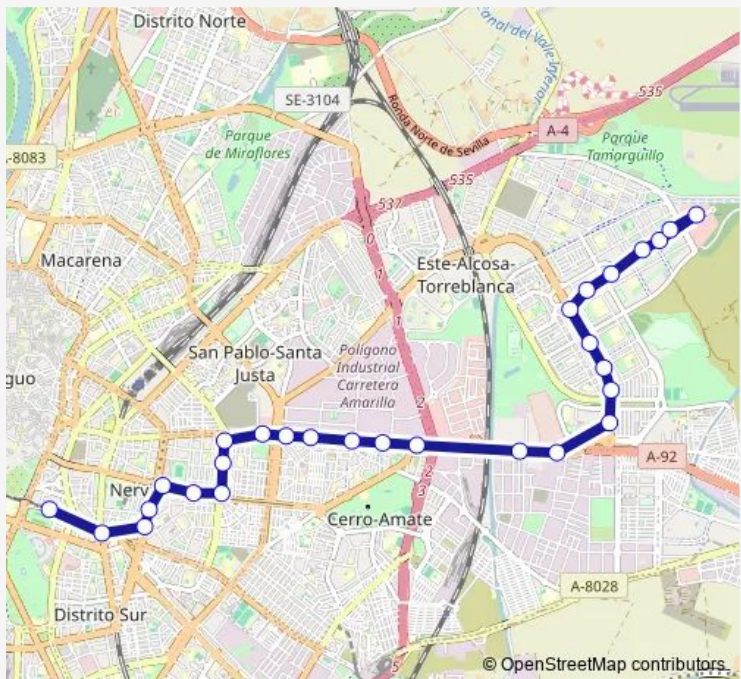 Distrito Norte
Canal del Valle Inferior
SE-3104
Ronda Norte de Sevilla
535
A-4
Parque
de Miraflores
Parque
Tamarguillo
A-8083
535
537
0
Macarena
Este-Alcosa-
Torreblanca
1
1
San Pablo-Santa
Justa
Polígono
Industrial
Carretera
Amarilla
guo
2
A-92
2
Nerv
3
Cerro-Amate
A-8028
Distrito Sur
5
© OpenStreetMap contributors